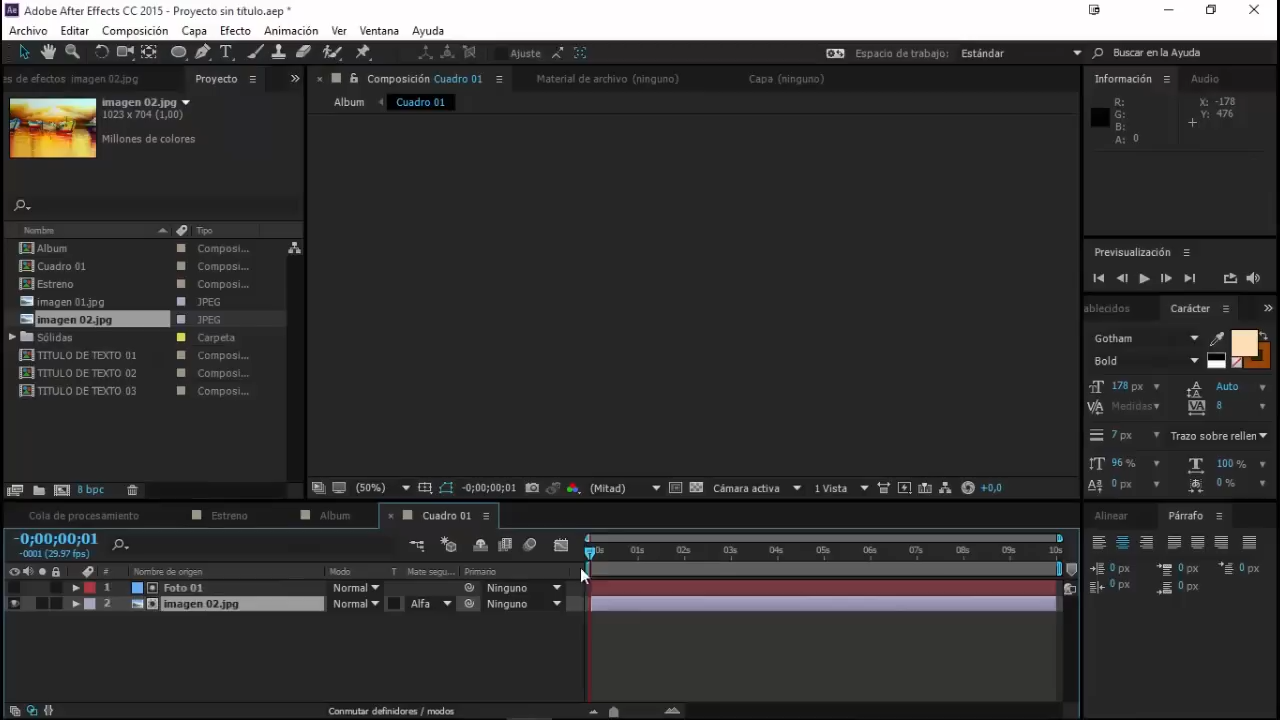 Adobe After Effects CC 2015 - Proyecto sin título.aep *
Archivo Editar Composición Capa Efecto Animación Ver Ventana Ayuda
Ajuste Espacio de trabajo: Estándar Buscar en la Ayuda
es de efectos imagen 02.jpg Proyecto Composición Cuadro 01 Material de archivo (ninguno) Capa (ninguno) Información Audio
imagen 02.jpg
1023 x 704 (1,00)
Millones de colores
Album Cuadro 01
R: X: -178
G: Y: 476
B:
A: 0
Nombre Tipo
Album Composi...
Cuadro 01 Composi...
Estreno Composi...
imagen 01.jpg JPEG
imagen 02.jpg JPEG
Sólidas Carpeta
TITULO DE TEXTO 01 Composi...
TITULO DE TEXTO 02 Composi...
TITULO DE TEXTO 03 Composi...
Previsualización
ablecidos Carácter
Gotham
Bold
178 px Auto
Medidas 8
7 px Trazo sobre rellen
96 % 100 %
0 px 0 %
8 bpc (50%) -0;00;00;01 (Mitad) Cámara activa 1 Vista +0,0
Cola de procesamiento Estreno Album Cuadro 01 Alinear Párrafo
-0;00;00;01
-0001 (29.97 fps)
0s 01s 02s 03s 04s 05s 06s 07s 08s 09s 10s
# Nombre de origen Modo T Mate segu... Primario
1 Foto 01 Normal Ninguno
2 imagen 02.jpg Normal Alfa Ninguno
0 px 0 px 0 px
0 px 0 px
Conmutar definidores / modos